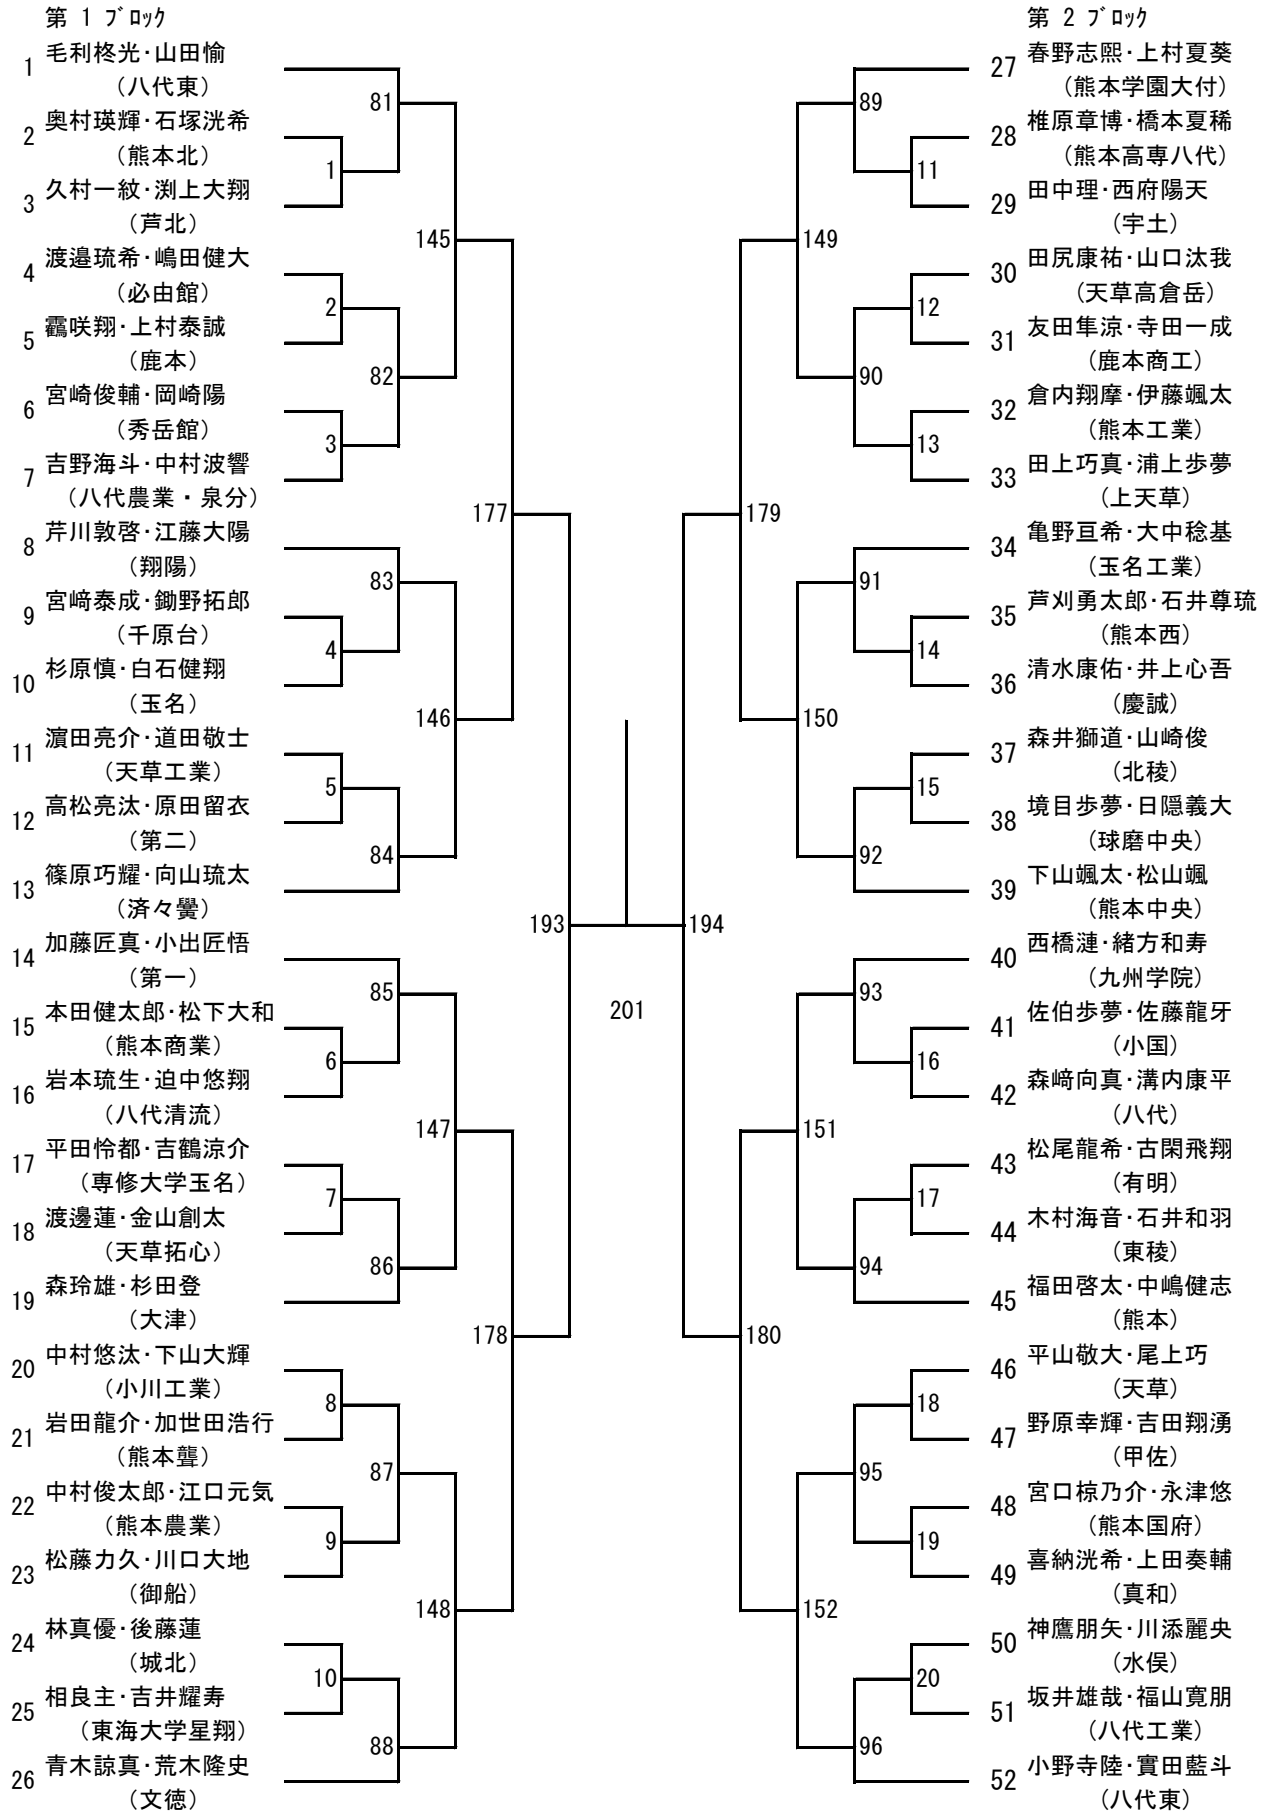 第 1 ﾌﾞﾛｯｸ
1 毛利柊光･山田愉
(八代東)
81
2 奥村瑛輝･石塚洸希
(熊本北)
1
3 久村一紋･渕上大翔
(芦北)
145
4 渡邉琉希･嶋田健大
(必由館)
2
5 靏咲翔･上村泰誠
(鹿本)
82
6 宮崎俊輔･岡崎陽
(秀岳館)
3
7 吉野海斗･中村波響
(八代農業・泉分)
177
8 芹川敦啓･江藤大陽
(翔陽)
83
9 宮﨑泰成･鋤野拓郎
(千原台)
4
10 杉原慎･白石健翔
(玉名)
146
11 濵田亮介･道田敬士
(天草工業)
5
12 高松亮汰･原田留衣
(第二)
84
13 篠原巧耀･向山琉太
(済々黌)
193
14 加藤匠真･小出匠悟
(第一)
85
15 本田健太郎･松下大和
(熊本商業)
6
16 岩本琉生･迫中悠翔
(八代清流)
147
17 平田怜都･吉鶴涼介
(専修大学玉名)
7
18 渡邊蓮･金山創太
(天草拓心)
86
19 森玲雄･杉田登
(大津)
178
20 中村悠汰･下山大輝
(小川工業)
8
21 岩田龍介･加世田浩行
(熊本聾)
87
22 中村俊太郎･江口元気
(熊本農業)
9
23 松藤力久･川口大地
(御船)
148
24 林真優･後藤蓮
(城北)
10
25 相良主･吉井耀寿
(東海大学星翔)
88
26 青木諒真･荒木隆史
(文徳)
201
第 2 ﾌﾞﾛｯｸ
27 春野志熙･上村夏葵
(熊本学園大付)
89
28 椎原章博･橋本夏稀
(熊本高専八代)
11
29 田中理･西府陽天
(宇土)
149
30 田尻康祐･山口汰我
(天草高倉岳)
12
31 友田隼涼･寺田一成
(鹿本商工)
90
32 倉内翔摩･伊藤颯太
(熊本工業)
13
33 田上巧真･浦上歩夢
(上天草)
179
34 亀野亘希･大中稔基
(玉名工業)
91
35 芦刈勇太郎･石井尊琉
(熊本西)
14
36 清水康佑･井上心吾
(慶誠)
150
37 森井獅道･山崎俊
(北稜)
15
38 境目歩夢･日隠義大
(球磨中央)
92
39 下山颯太･松山颯
(熊本中央)
194
40 西橋漣･緒方和寿
(九州学院)
93
41 佐伯歩夢･佐藤龍牙
(小国)
16
42 森﨑向真･溝内康平
(八代)
151
43 松尾龍希･古閑飛翔
(有明)
17
44 木村海音･石井和羽
(東稜)
94
45 福田啓太･中嶋健志
(熊本)
180
46 平山敬大･尾上巧
(天草)
18
47 野原幸輝･吉田翔湧
(甲佐)
95
48 宮口椋乃介･永津悠
(熊本国府)
19
49 喜納洸希･上田奏輔
(真和)
152
50 神鷹朋矢･川添麗央
(水俣)
20
51 坂井雄哉･福山寛朋
(八代工業)
96
52 小野寺陸･實田藍斗
(八代東)